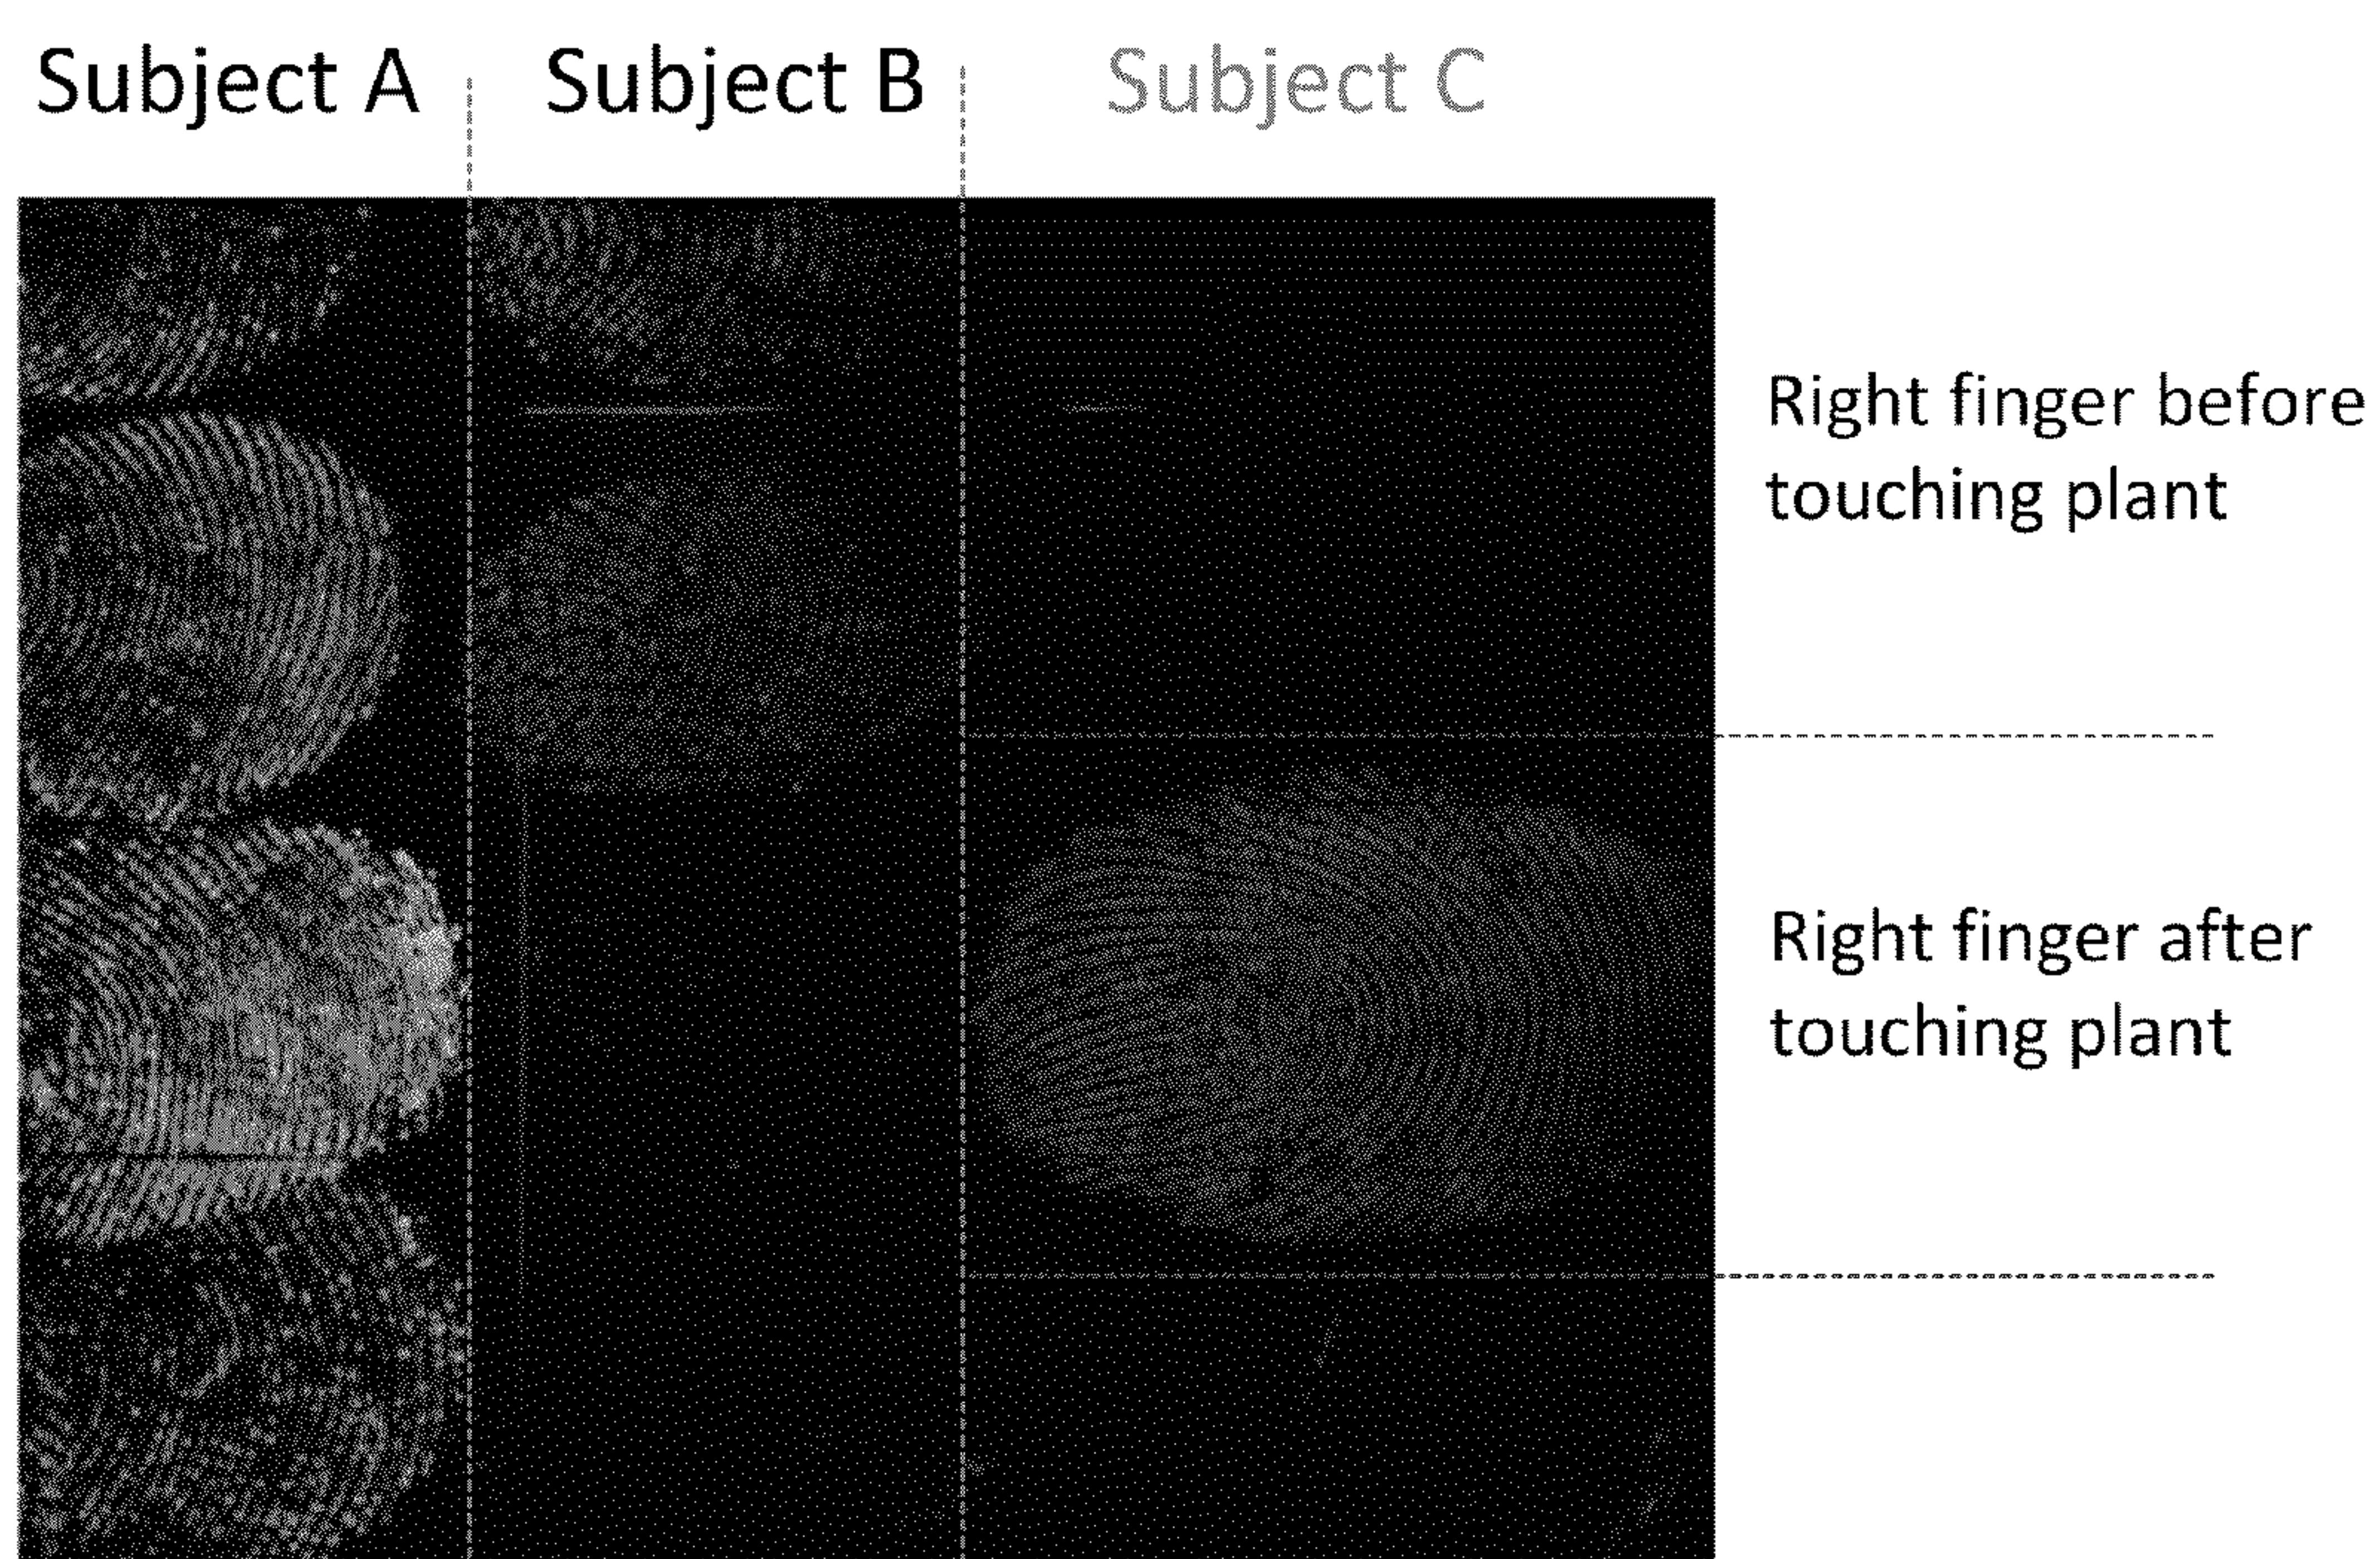 Subject A
Subject B
Subject C
Right finger before
touching plant
Right finger after
touching plant